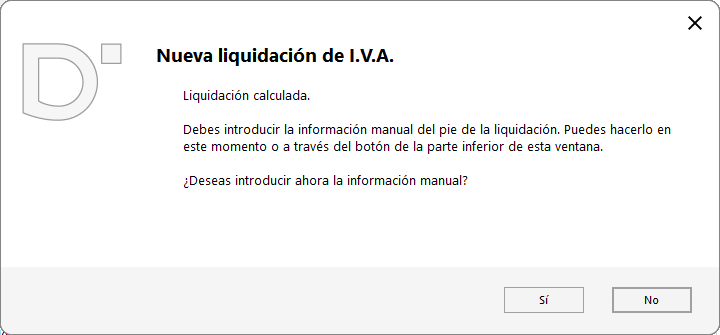 Nueva liquidación de I.V.A.
Liquidación calculada.
Debes introducir la información manual del pie de la liquidación. Puedes hacerlo en
este momento o a través del botón de la parte inferior de esta ventana.
¿Deseas introducir ahora la información manual?
Sí
No